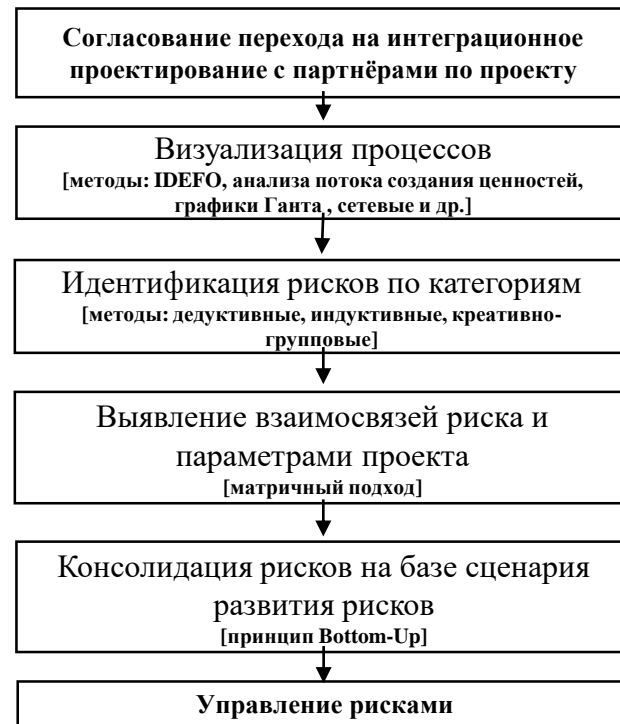 Согласование перехода на интеграционное
проектирование с партнёрами по проекту
Визуализация процессов
[методы: IDEFO, анализа потока создания ценностей,
графики Ганта , сетевые и др.]
Идентификация рисков по категориям
[методы: дедуктивные, индуктивные, креативно-
групповые]
Выявление взаимосвязей риска и
параметрами проекта
[матричный подход]
Консолидация рисков на базе сценария
развития рисков
[принцип Bottom-Up]
Управление рисками